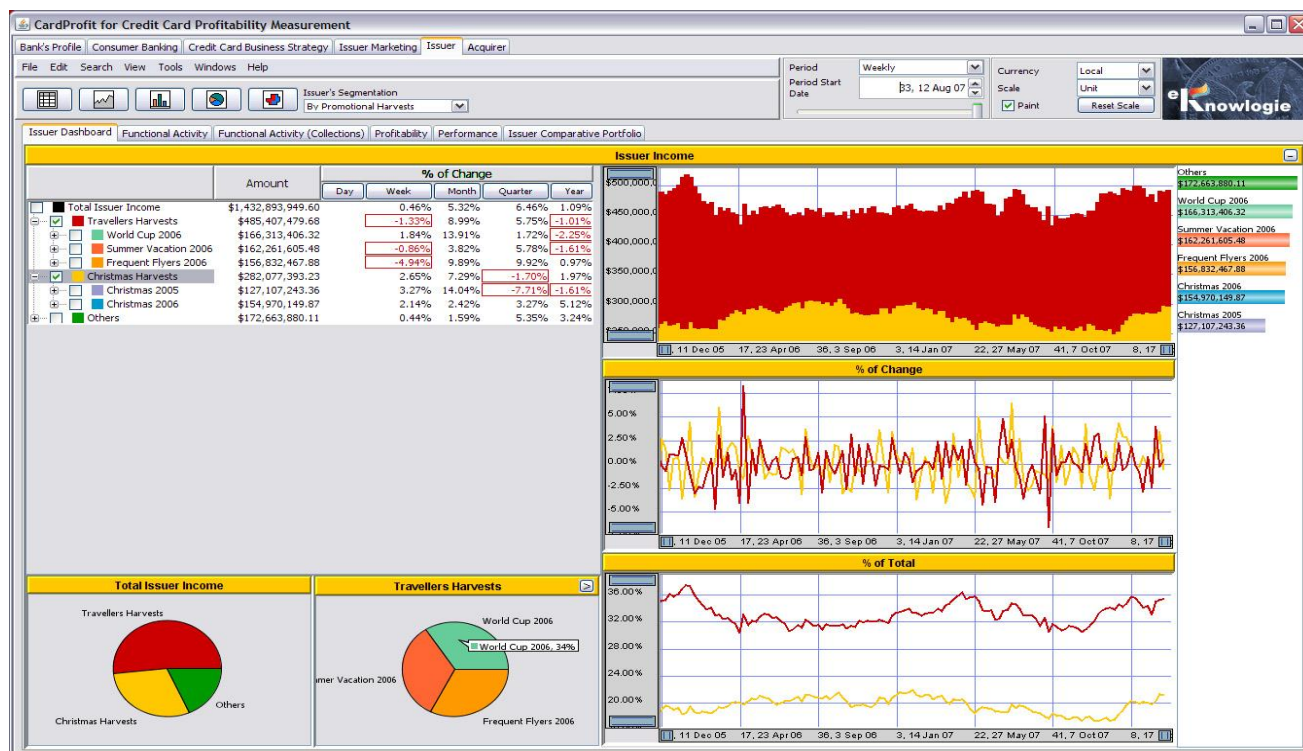 CardProfit for Credit Card Profitability Measurement
Bank's Profile Consumer Banking Credit Card Business Strategy Issuer Marketing Issuer Acquirer
File Edit Search View Tools Windows Help
Issuer's Segmentation
By Promotional Harvests
Period Weekly
Period Start Date 33, 12 Aug 07
Currency Local
Scale Unit
Paint Reset Scale
eKnowlogie
Issuer Dashboard Functional Activity Functional Activity (Collections) Profitability Performance Issuer Comparative Portfolio
Issuer Income
Amount % of Change
Day Week Month Quarter Year
Total Issuer Income $1,432,893,949.60 0.46% 5.32% 6.46% 1.09%
Travellers Harvests $485,407,479.68 -1.33% 8.99% 5.75% -1.01%
World Cup 2006 $166,313,406.32 1.84% 13.91% 1.72% -2.25%
Summer Vacation 2006 $162,261,605.48 -0.86% 3.82% 5.78% -1.61%
Frequent Flyers 2006 $156,832,467.88 -4.94% 9.89% 9.92% 0.97%
Christmas Harvests $282,077,393.23 2.65% 7.29% -1.70% 1.97%
Christmas 2005 $127,107,243.36 3.27% 14.04% -7.71% -1.61%
Christmas 2006 $154,970,149.87 2.14% 2.42% 3.27% 5.12%
Others $172,663,880.11 0.44% 1.59% 5.35% 3.24%
$500,000,0
$450,000,0
$400,000,0
$350,000,0
$300,000,0
, 11 Dec 05 17, 23 Apr 06 36, 3 Sep 06 3, 14 Jan 07 22, 27 May 07 41, 7 Oct 07 8, 17
Others
$172,663,880.11
World Cup 2006
$166,313,406.32
Summer Vacation 2006
$162,261,605.48
Frequent Flyers 2006
$156,832,467.88
Christmas 2006
$154,970,149.87
Christmas 2005
$127,107,243.36
% of Change
5.00%
2.50%
0.00%
-2.50%
-5.00%
, 11 Dec 05 17, 23 Apr 06 36, 3 Sep 06 3, 14 Jan 07 22, 27 May 07 41, 7 Oct 07 8, 17
% of Total
36.00%
32.00%
28.00%
24.00%
20.00%
, 11 Dec 05 17, 23 Apr 06 36, 3 Sep 06 3, 14 Jan 07 22, 27 May 07 41, 7 Oct 07 8, 17
Total Issuer Income
Travellers Harvests
Christmas Harvests
Others
Travellers Harvests >
World Cup 2006
World Cup 2006, 34%
mer Vacation 2006
Frequent Flyers 2006